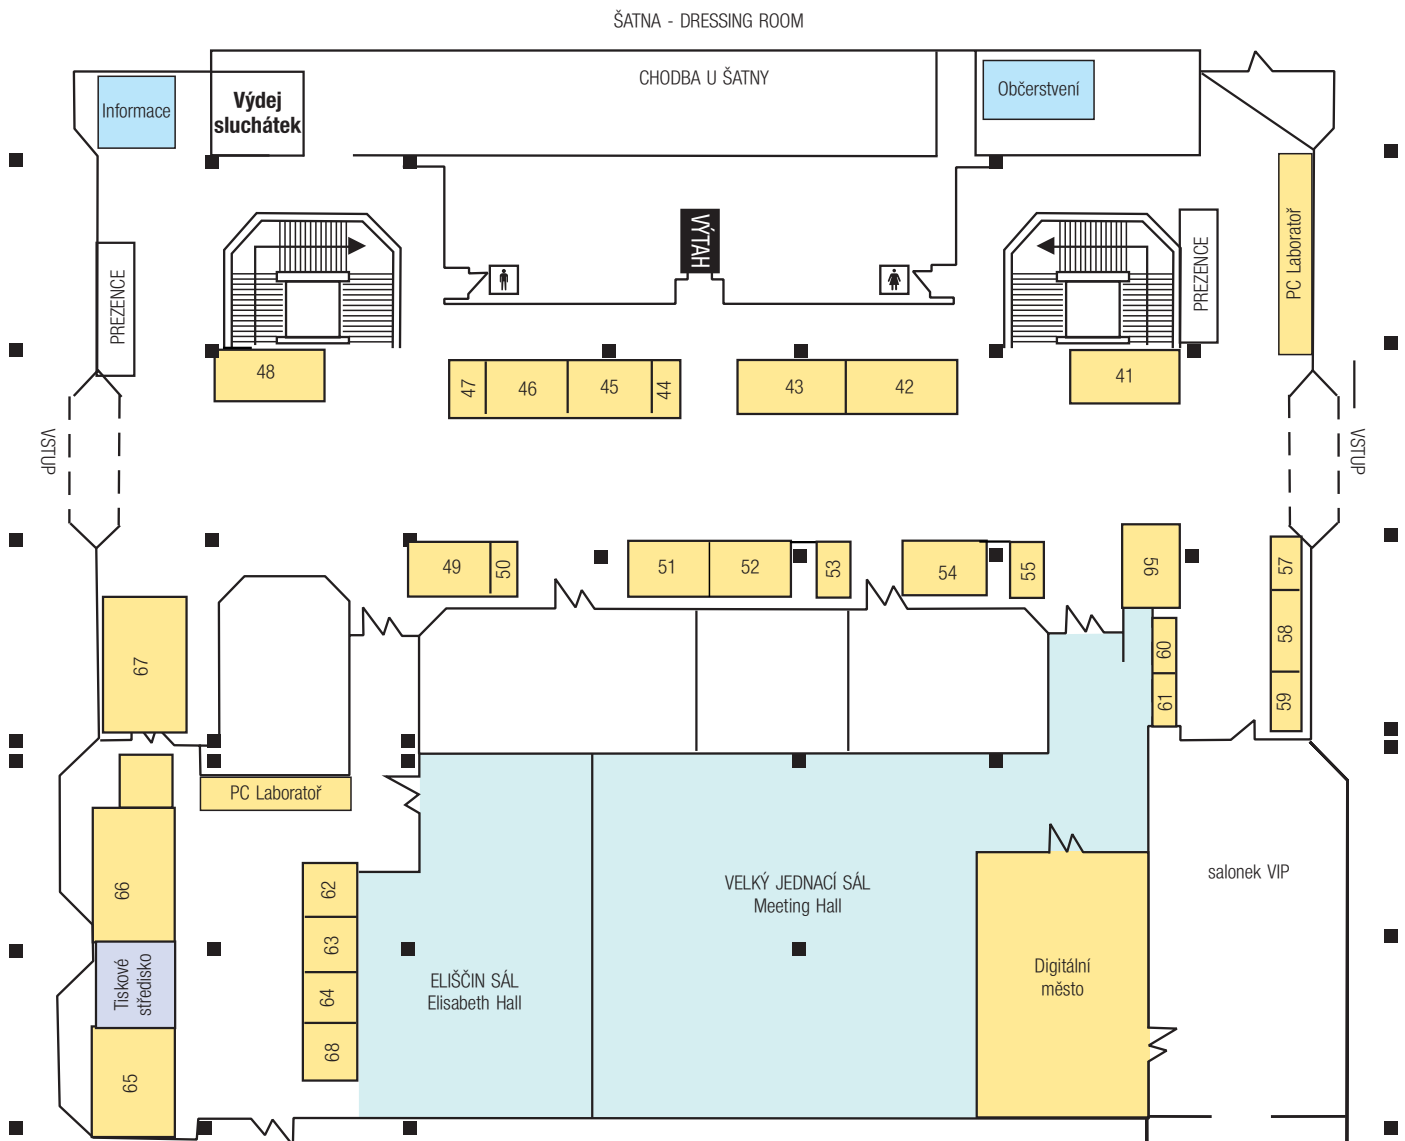 ŠATNA - DRESSING ROOM
CHODBA U ŠATNY
Informace
Výdej
sluchátek
Občerstvení
PREZENCE
VÝTAH
PREZENCE
PC Laboratoř
48
47
46
45
44
43
42
41
VSTUP
VSTUP
49
50
51
52
53
54
55
56
57
58
59
60
61
67
PC Laboratoř
66
62
63
64
68
Tiskové
středisko
65
ELIŠČIN SÁL
Elisabeth Hall
VELKÝ JEDNACÍ SÁL
Meeting Hall
Digitální
město
salonek VIP